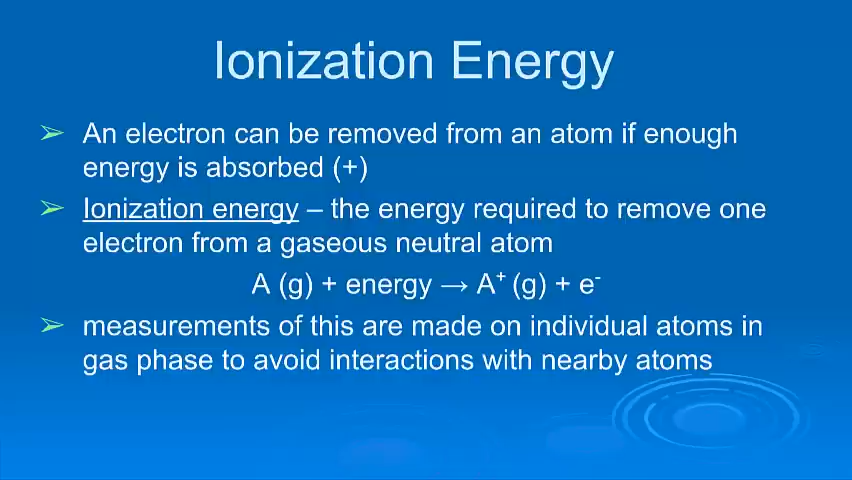 Ionization Energy
➢ An electron can be removed from an atom if enough
energy is absorbed (+)
➢ Ionization energy – the energy required to remove one
electron from a gaseous neutral atom
A (g) + energy → A⁺ (g) + e⁻
➢ measurements of this are made on individual atoms in
gas phase to avoid interactions with nearby atoms